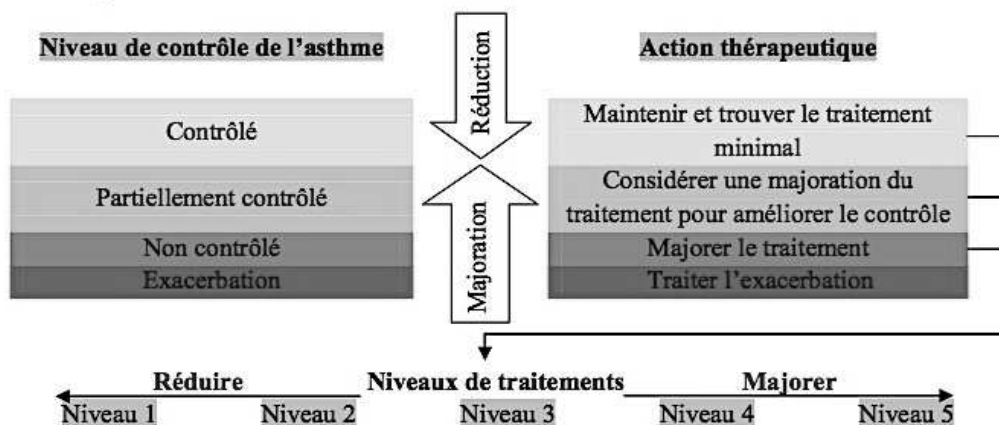 Niveau de contrôle de l'asthme
Réduction
Action thérapeutique
Contrôlé
Maintenir et trouver le traitement
minimal
Partiellement contrôlé
Considérer une majoration du
traitement pour améliorer le contrôle
Non contrôlé
Majorer le traitement
Exacerbation
Traiter l'exacerbation
Majoration
Réduire
Niveaux de traitements
Majorer
Niveau 1
Niveau 2
Niveau 3
Niveau 4
Niveau 5